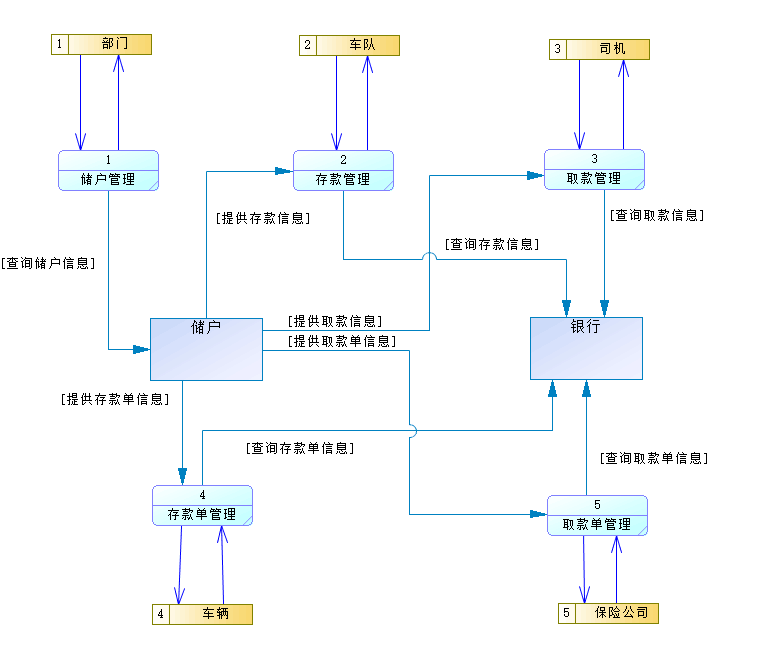 1 部门
2 车队
3 司机
1
储户管理
2
存款管理
3
取款管理
[提供存款信息]
[查询取款信息]
[查询存款信息]
[查询储户信息]
储户
[提供取款信息]
[提供取款单信息]
银行
[提供存款单信息]
[查询存款单信息]
[查询取款单信息]
4
存款单管理
5
取款单管理
4 车辆
5 保险公司